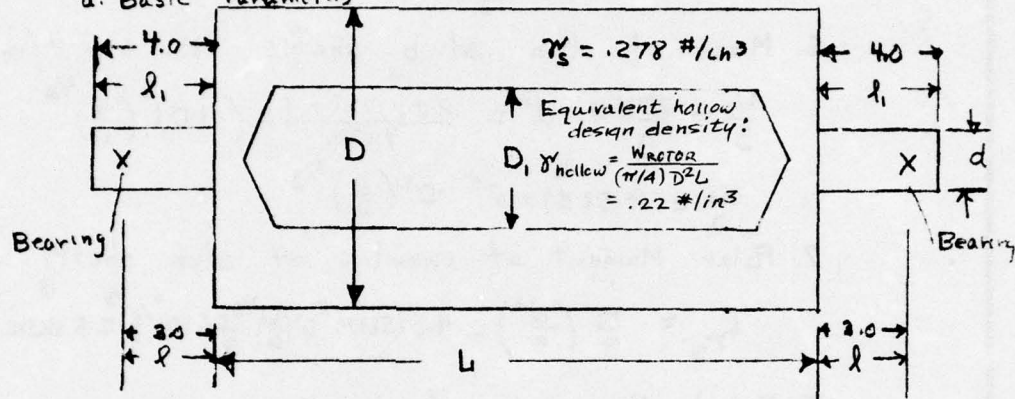 a. Basic Parameters
4.0
l₁
D
γs = .278 #/in³
4.0
l₁
Equivalent hollow
design density:
D₁
γhollow = WROTOR / (π/4) D²L
= .22 #/in³
d
X
X
Bearing
Bearing
3.0
l
L
3.0
l